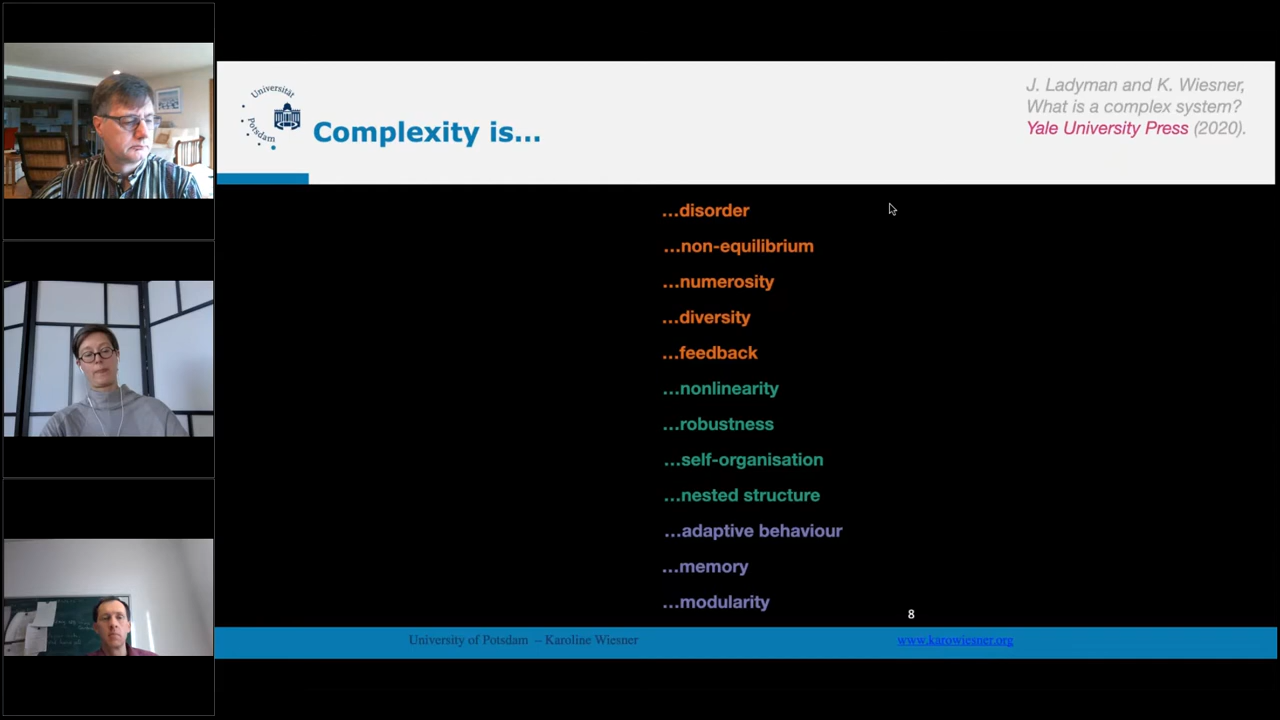 Universität
Potsdam
Complexity is...
J. Ladyman and K. Wiesner,
What is a complex system?
Yale University Press (2020).
...disorder
...non-equilibrium
...numerosity
...diversity
...feedback
...nonlinearity
...robustness
...self-organisation
...nested structure
...adaptive behaviour
...memory
...modularity
8
University of Potsdam – Karoline Wiesner
www.karowiesner.org